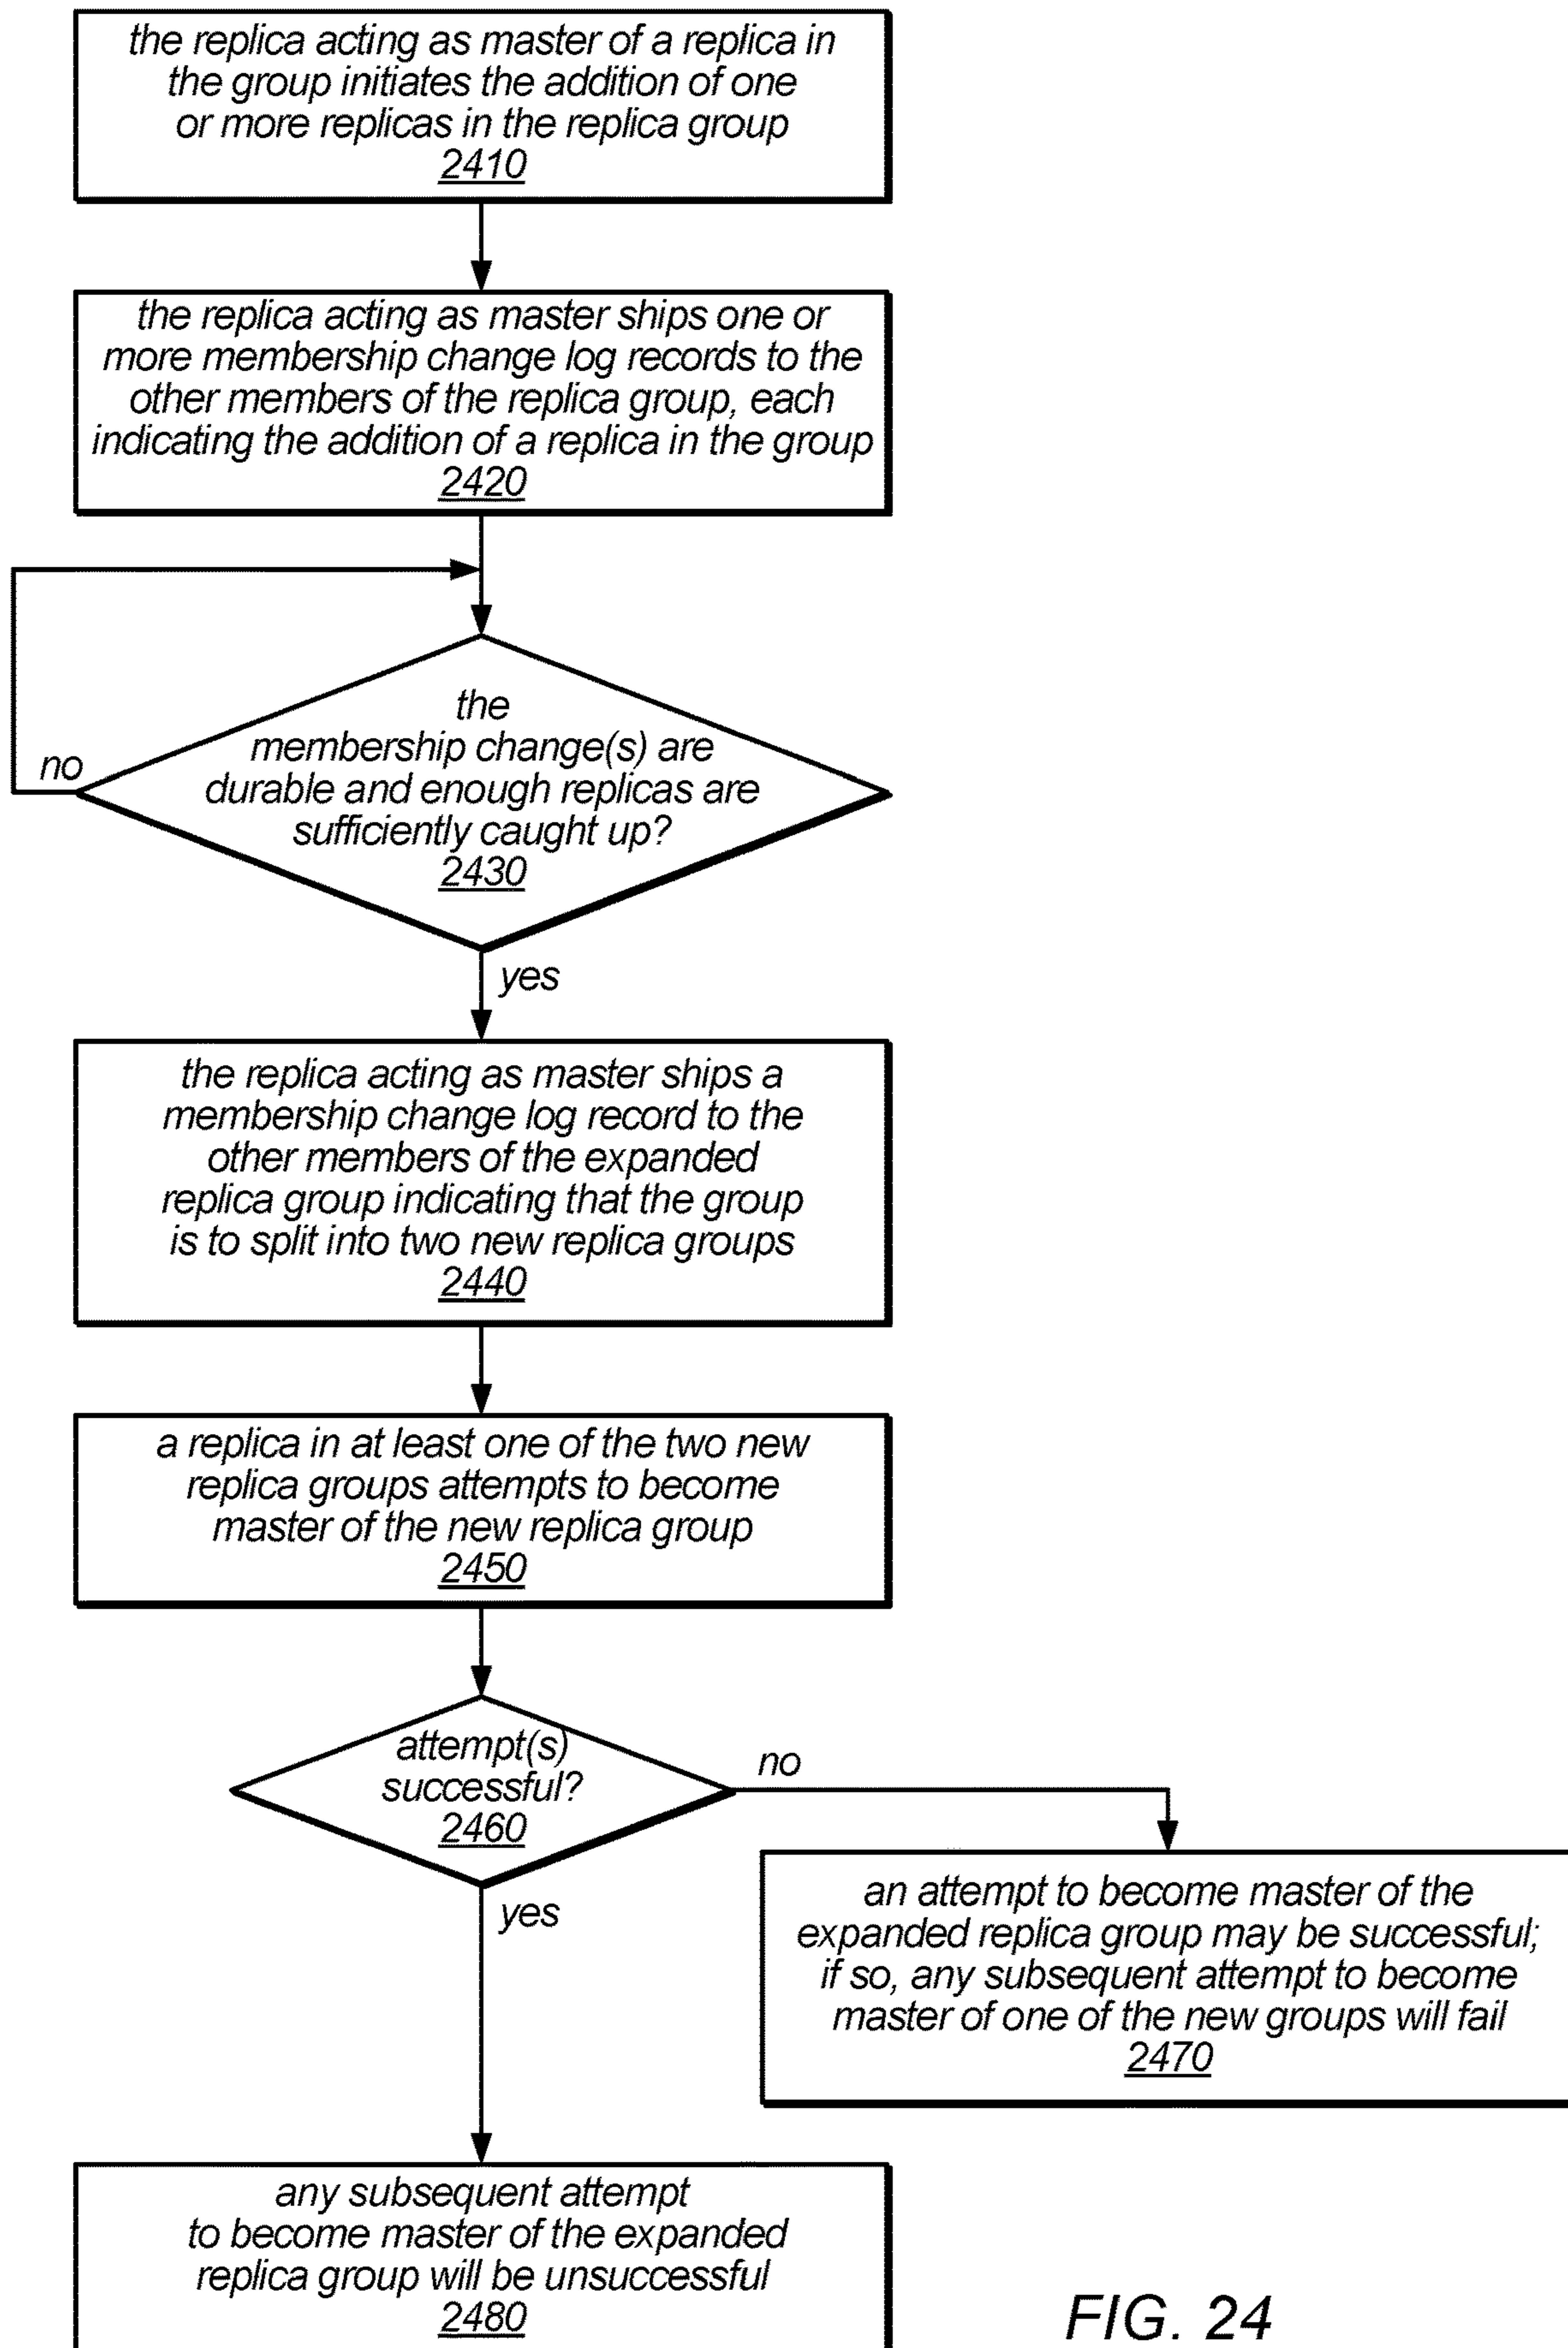 the replica acting as master of a replica in
the group initiates the addition of one
or more replicas in the replica group
2410
the replica acting as master ships one or
more membership change log records to the
other members of the replica group, each
indicating the addition of a replica in the group
2420
the
membership change(s) are
durable and enough replicas are
sufficiently caught up?
2430
no
yes
the replica acting as master ships a
membership change log record to the
other members of the expanded
replica group indicating that the group
is to split into two new replica groups
2440
a replica in at least one of the two new
replica groups attempts to become
master of the new replica group
2450
attempt(s)
successful?
2460
no
yes
an attempt to become master of the
expanded replica group may be successful;
if so, any subsequent attempt to become
master of one of the new groups will fail
2470
any subsequent attempt
to become master of the expanded
replica group will be unsuccessful
2480
FIG. 24